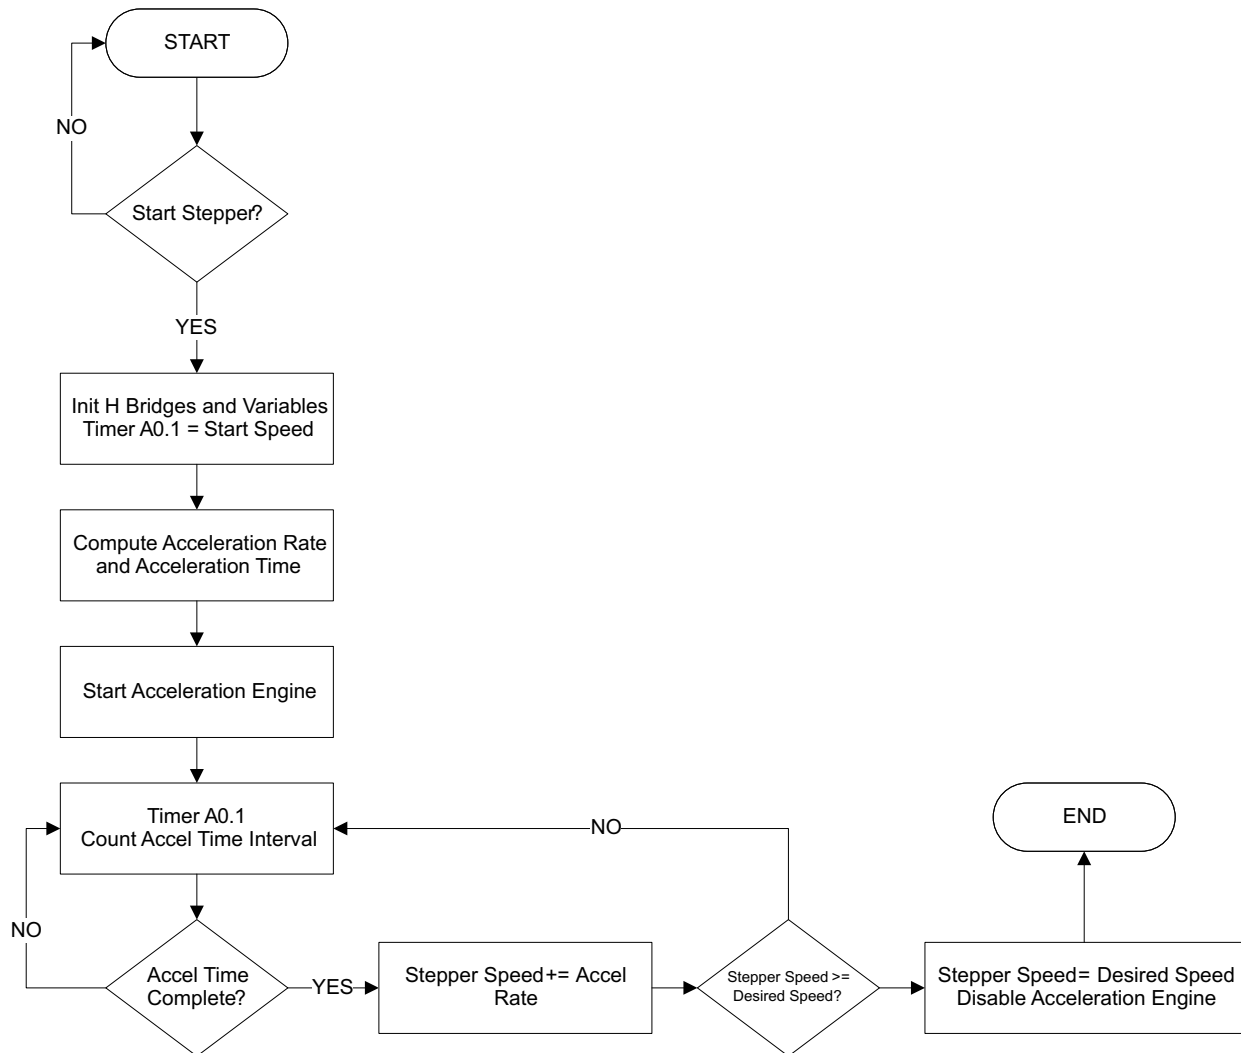 START
NO
Start Stepper?
YES
Init H Bridges and Variables
Timer A0.1 = Start Speed
Compute Acceleration Rate
and Acceleration Time
Start Acceleration Engine
Timer A0.1
Count Accel Time Interval
NO
END
NO
Accel Time
Complete?
YES
Stepper Speed += Accel
Rate
Stepper Speed >=
Desired Speed?
Stepper Speed = Desired Speed
Disable Acceleration Engine